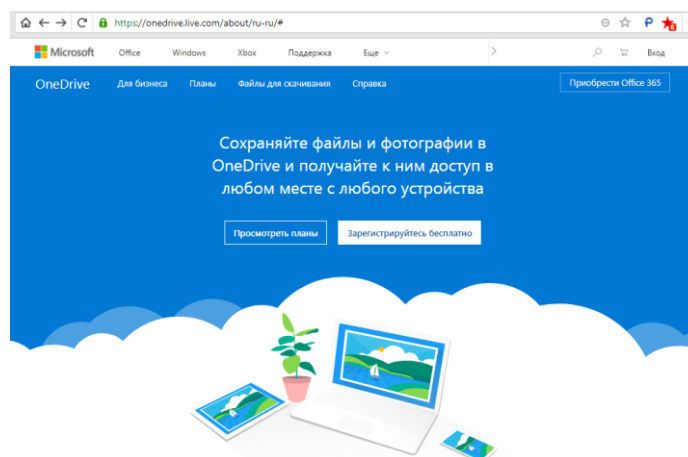 https://onedrive.live.com/about/ru-ru/#
Microsoft Office Windows Xbox Поддержка Еще Вход
OneDrive Для бизнеса Планы Файлы для скачивания Справка Приобрести Office 365
Сохраняйте файлы и фотографии в
OneDrive и получайте к ним доступ в
любом месте с любого устройства
Просмотреть планы Зарегистрируйтесь бесплатно